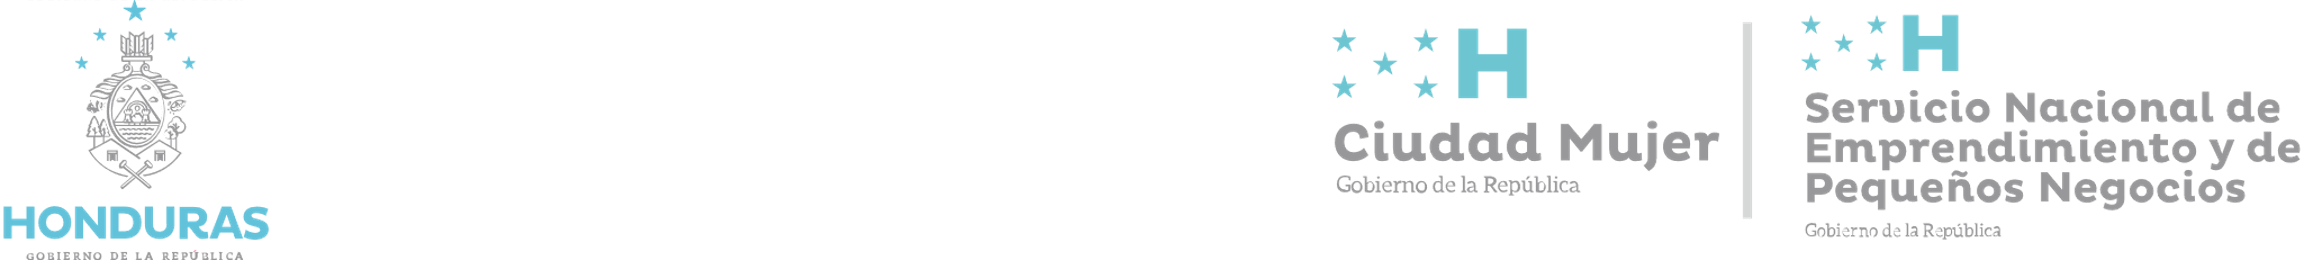 HONDURAS
GOBIERNO DE LA REPÚBLICA
H
Ciudad Mujer
Gobierno de la República
H
Servicio Nacional de
Emprendimiento y de
Pequeños Negocios
Gobierno de la República